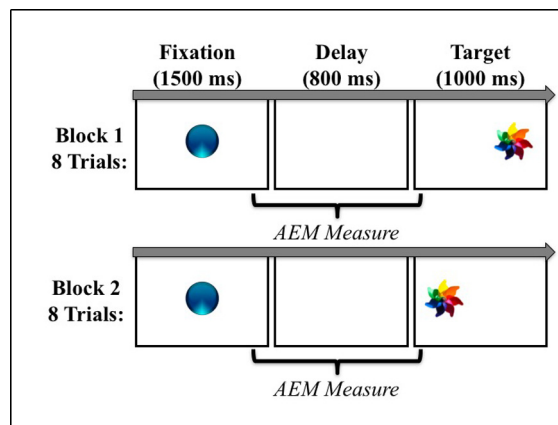 Fixation Delay Target
(1500 ms) (800 ms) (1000 ms)
Block 1
8 Trials:
AEM Measure
Block 2
8 Trials:
AEM Measure